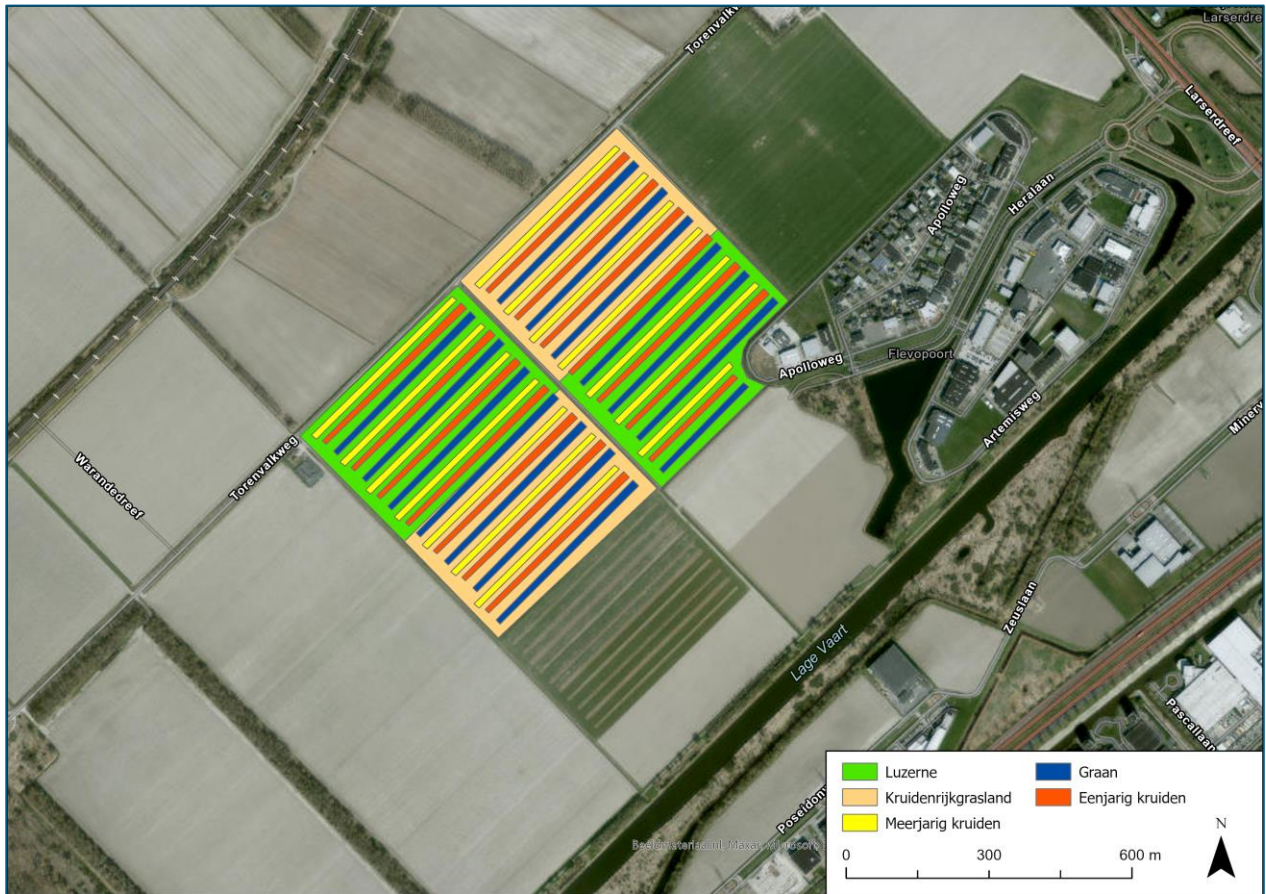 Larserdre
Torenvalkweg
Larserdreef
Apolloweg
Heralaan
Flevopoort
Apolloweg
Artemisweg
Minerv
Torenvalkweg
Warandedreef
Zeuslaan
Lage Vaart
Pascallaan
Poseidonw
Luzerne
Graan
Kruidenrijkgrasland
Eenjarig kruiden
Meerjarig kruiden
N
0 300 600 m